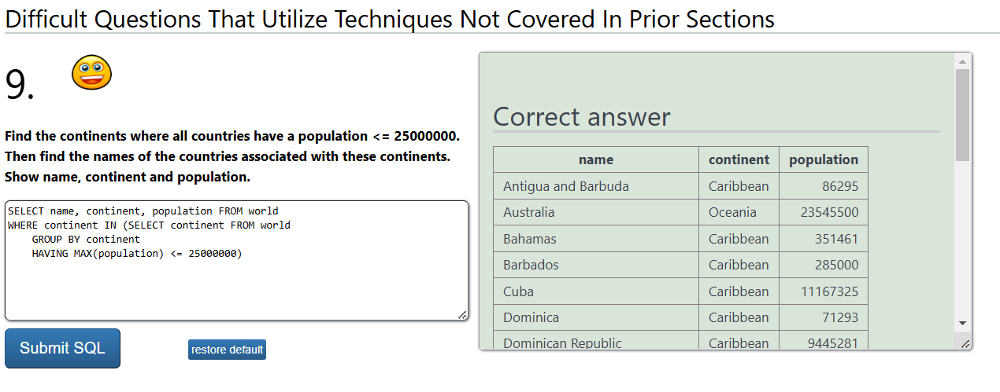 Difficult Questions That Utilize Techniques Not Covered In Prior Sections
9.
Find the continents where all countries have a population <= 25000000.
Then find the names of the countries associated with these continents.
Show name, continent and population.
SELECT name, continent, population FROM world
WHERE continent IN (SELECT continent FROM world
    GROUP BY continent
    HAVING MAX(population) <= 25000000)
Submit SQL
restore default
Correct answer
name continent population
Antigua and Barbuda Caribbean 86295
Australia Oceania 23545500
Bahamas Caribbean 351461
Barbados Caribbean 285000
Cuba Caribbean 11167325
Dominica Caribbean 71293
Dominican Republic Caribbean 9445281